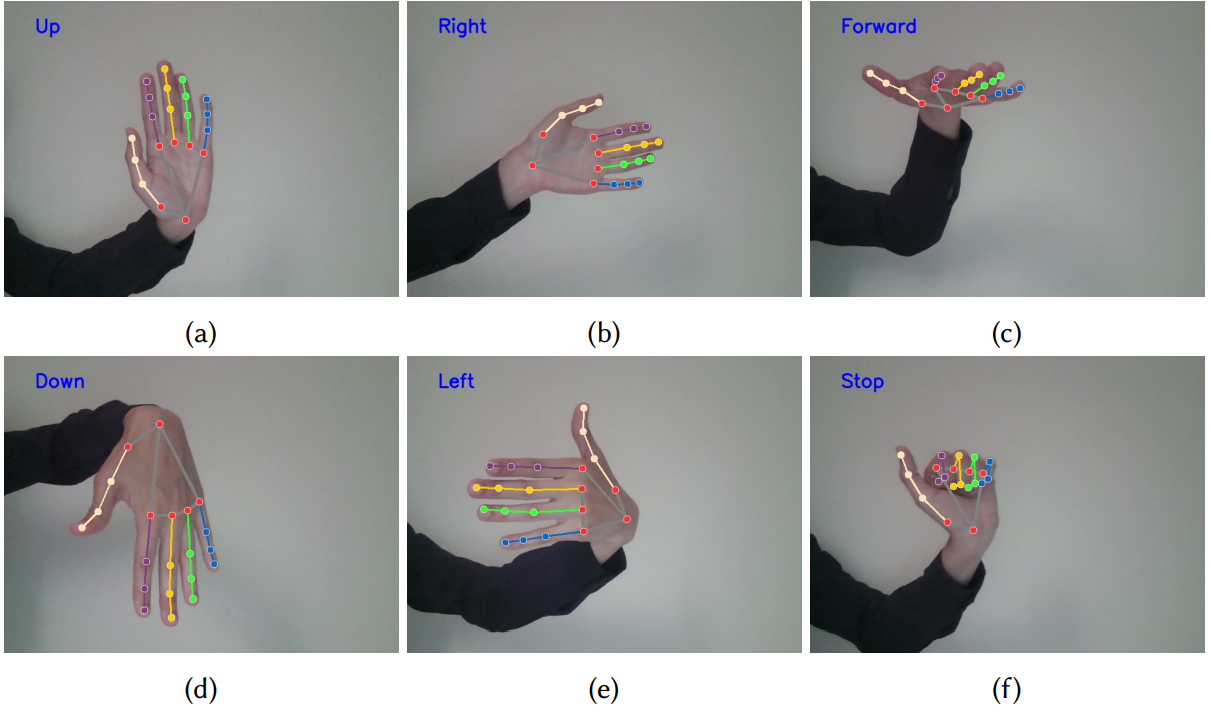 Up
Right
Forward
(a)
(b)
(c)
Down
Left
Stop
(d)
(e)
(f)